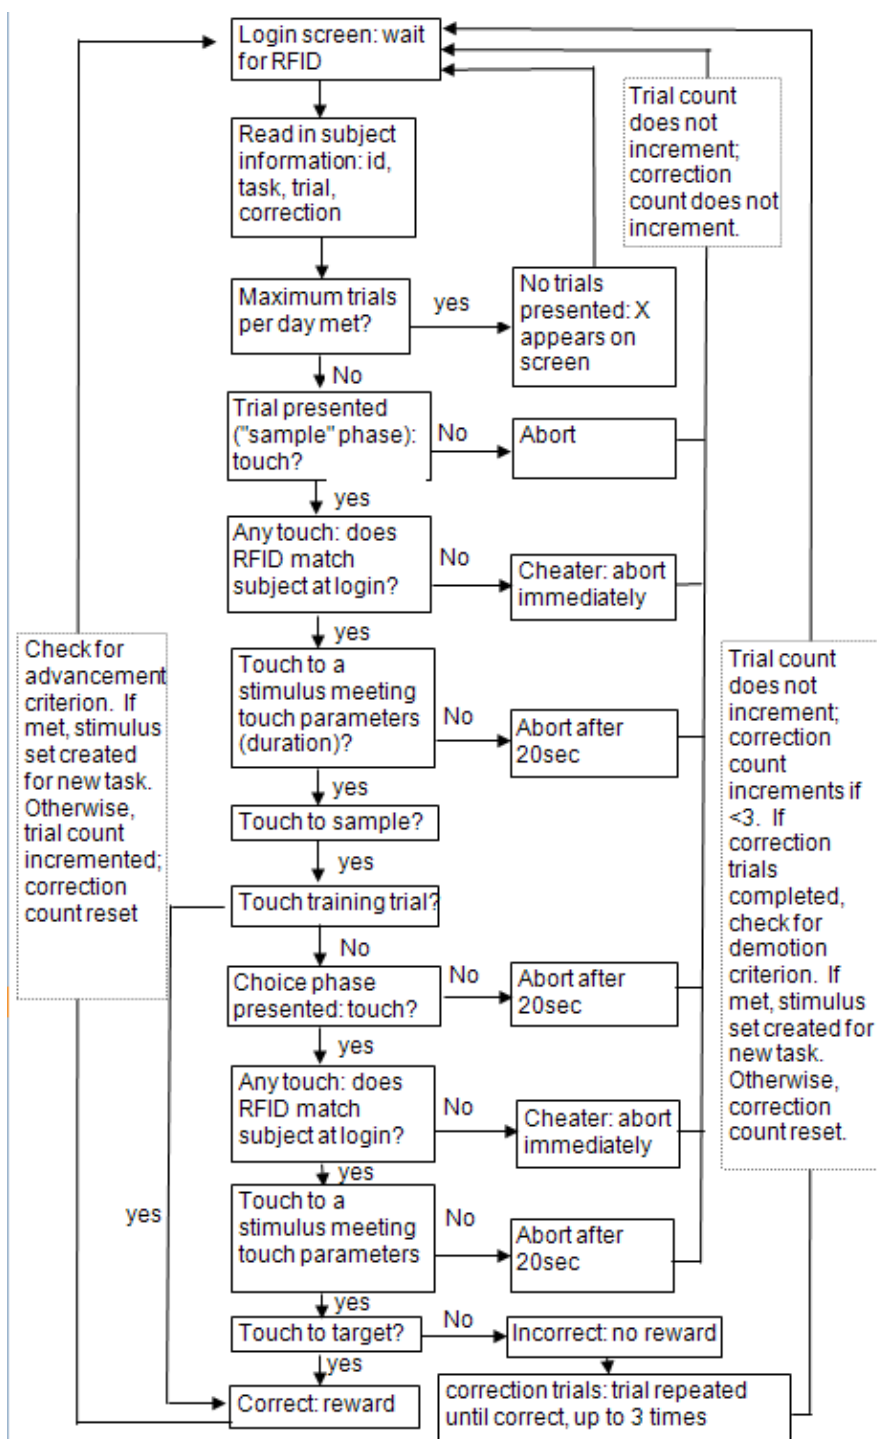 Login screen: wait
for RFID
Trial count
does not
increment;
correction
count does not
increment.
Read in subject
information: id,
task, trial,
correction
Maximum trials
per day met?
yes
No trials
presented: X
appears on
screen
No
Trial presented
("sample" phase):
touch?
No
Abort
yes
Any touch: does
RFID match
subject at login?
No
Cheater: abort
immediately
yes
Check for
advancement
criterion. If
met, stimulus
set created
for new task.
Otherwise,
trial count
incremented;
correction
count reset
Touch to a
stimulus meeting
touch parameters
(duration)?
No
Abort after
20sec
Trial count
does not
increment;
correction
count
increments if
<3. If
correction
trials
completed,
check for
demotion
criterion. If
met, stimulus
set created for
new task.
Otherwise,
correction
count reset.
yes
Touch to sample?
yes
Touch training trial?
No
Choice phase
presented: touch?
No
Abort after
20sec
yes
Any touch: does
RFID match
subject at login?
No
Cheater: abort
immediately
yes
yes
Touch to a
stimulus meeting
touch parameters
No
Abort after
20sec
yes
Touch to target?
No
Incorrect: no reward
yes
Correct: reward
correction trials: trial repeated
until correct, up to 3 times